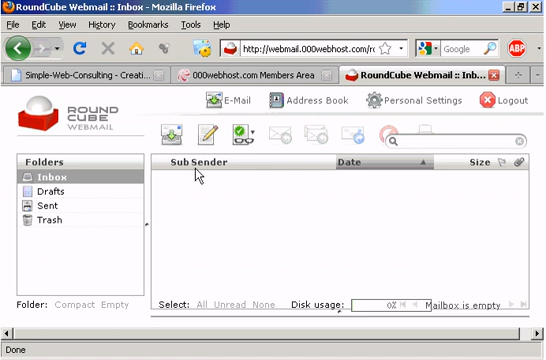 RoundCube Webmail :: Inbox - Mozilla Firefox
File Edit View History Bookmarks Tools Help
http://webmail.000webhost.com/r Google ABP
Simple-Web-Consulting - Creati... 000webhost.com Members Area RoundCube Webmail :: Inb...
E-Mail Address Book Personal Settings Logout
ROUND
CUBE
WEBMAIL
Folders Sub Sender Date Size
Inbox
Drafts
Sent
Trash
Folder: Compact Empty Select: All Unread None Disk usage: 0% Mailbox is empty
Done